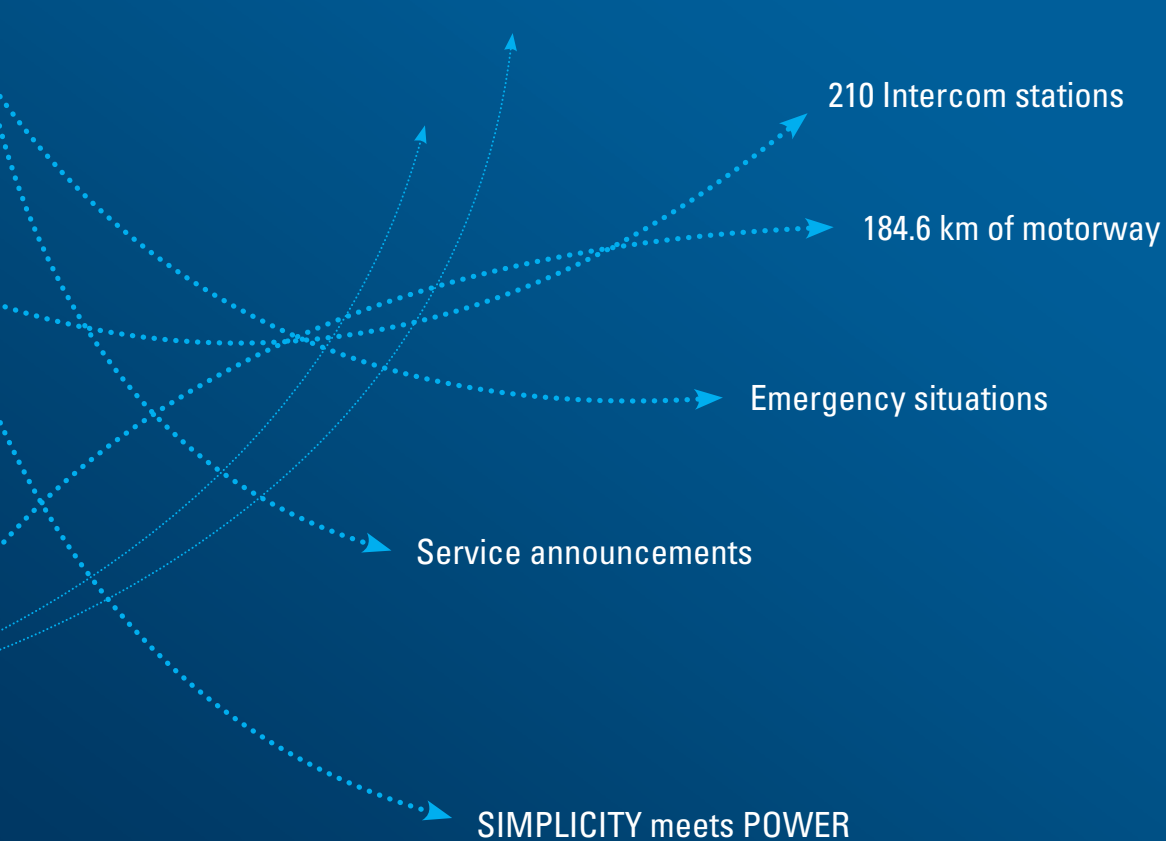 210 Intercom stations
184.6 km of motorway
Emergency situations
Service announcements
SIMPLICITY meets POWER